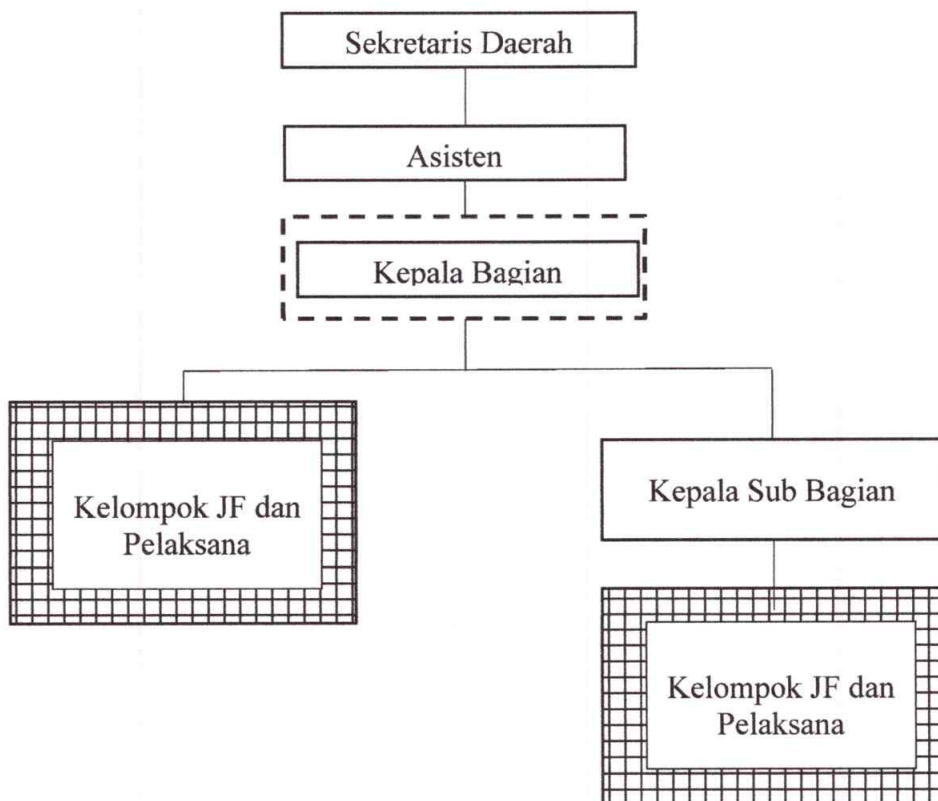 Sekretaris Daerah
Asisten
Kepala Bagian
Kelompok JF dan
Pelaksana
Kepala Sub Bagian
Kelompok JF dan
Pelaksana